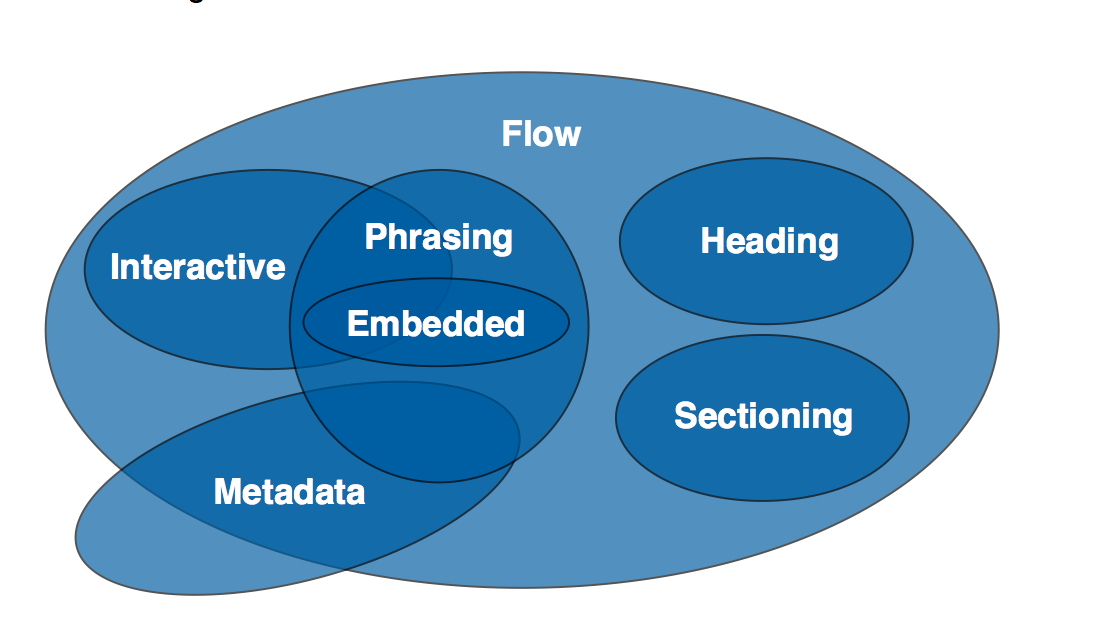 Flow
Phrasing
Heading
Interactive
Embedded
Sectioning
Metadata